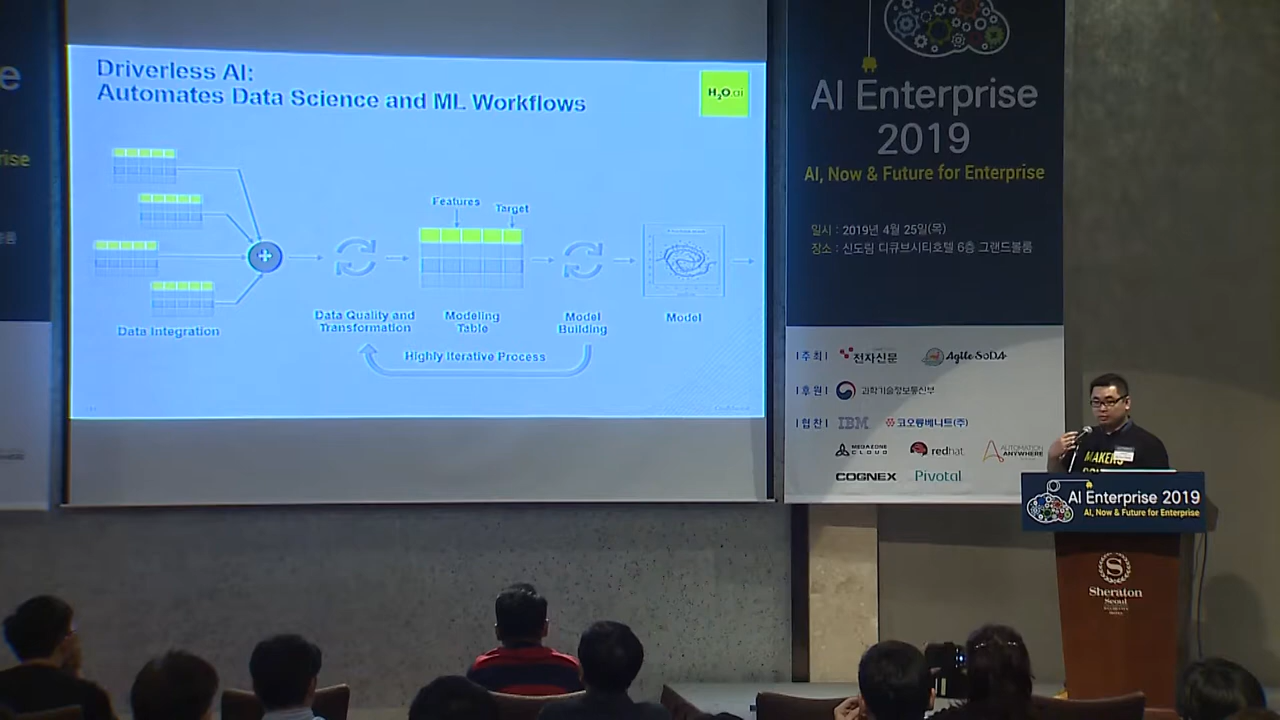 Driverless AI:
Automates Data Science and ML Workflows
H2O.ai
Features
Target
Data Integration
Data Quality and
Transformation
Modeling
Table
Model
Building
Model
Highly Iterative Process
e
rise
AI Enterprise
2019
AI, Now & Future for Enterprise
일시 : 2019년 4월 25일(목)
장소 : 신도림 디큐브시티호텔 6층 그랜드볼룸
|주최|
전자신문
Agile SoDA
|후원|
과학기술정보통신부
|협찬|
IBM
코오롱베니트(주)
MEGAZONE
CLOUD
redhat
AUTOMATION
ANYWHERE
COGNEX
Pivotal
MAKERS
AI Enterprise 2019
AI, Now & Future for Enterprise
S
Sheraton
Seoul